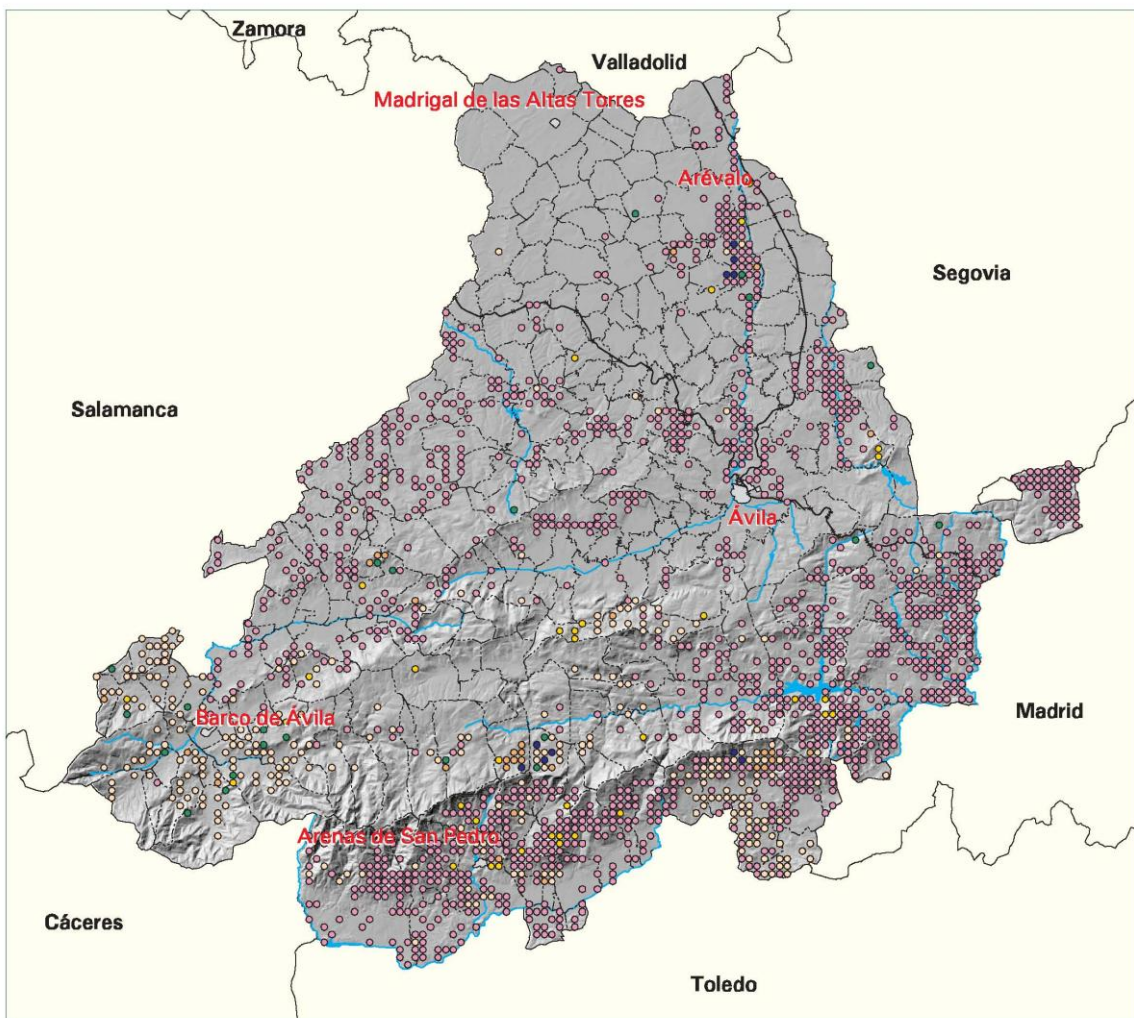 Zamora
Valladolid
Madrigal de las Altas Torres
Arévalo
Segovia
Salamanca
Ávila
Barco de Ávila
Madrid
Arenas de San Pedro
Cáceres
Toledo